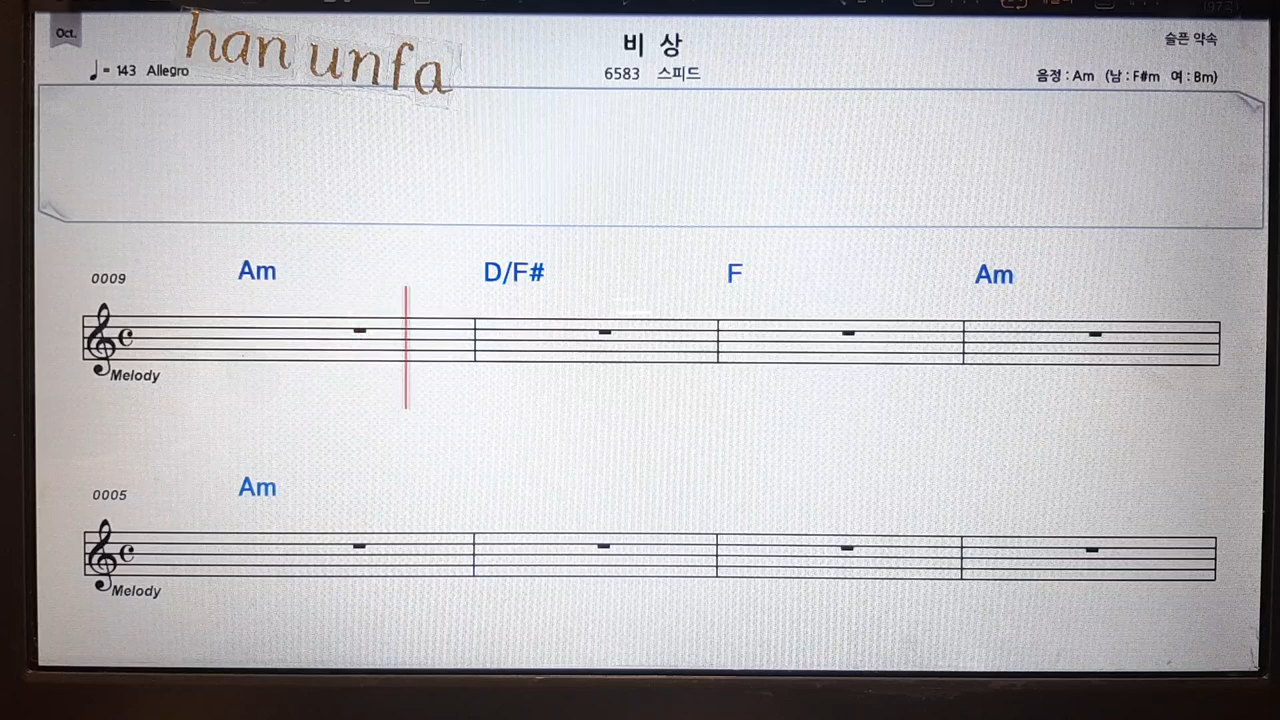 Oct.
han unfa
비 상
슬픈 약속
♩= 143 Allegro
6583 스피드
음정 : Am (남 : F#m 여 : Bm)
0009 Am D/F# F Am
Melody
0005 Am
Melody